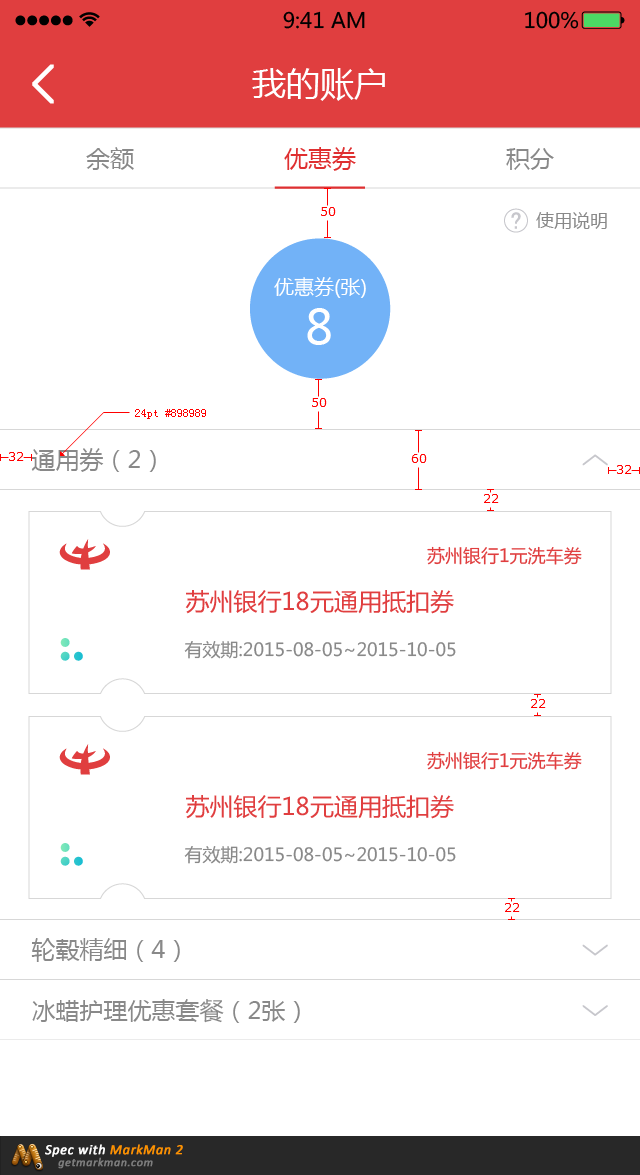 9:41 AM 100%
我的账户
余额 优惠券 积分
50
? 使用说明
优惠券(张)
8
50
24pt #898989
32 通用券（2） 60 32
22
苏州银行1元洗车券
苏州银行18元通用抵扣券
有效期:2015-08-05~2015-10-05
22
苏州银行1元洗车券
苏州银行18元通用抵扣券
有效期:2015-08-05~2015-10-05
22
轮毂精细（4）
冰蜡护理优惠套餐（2张）
Spec with MarkMan 2
getmarkman.com